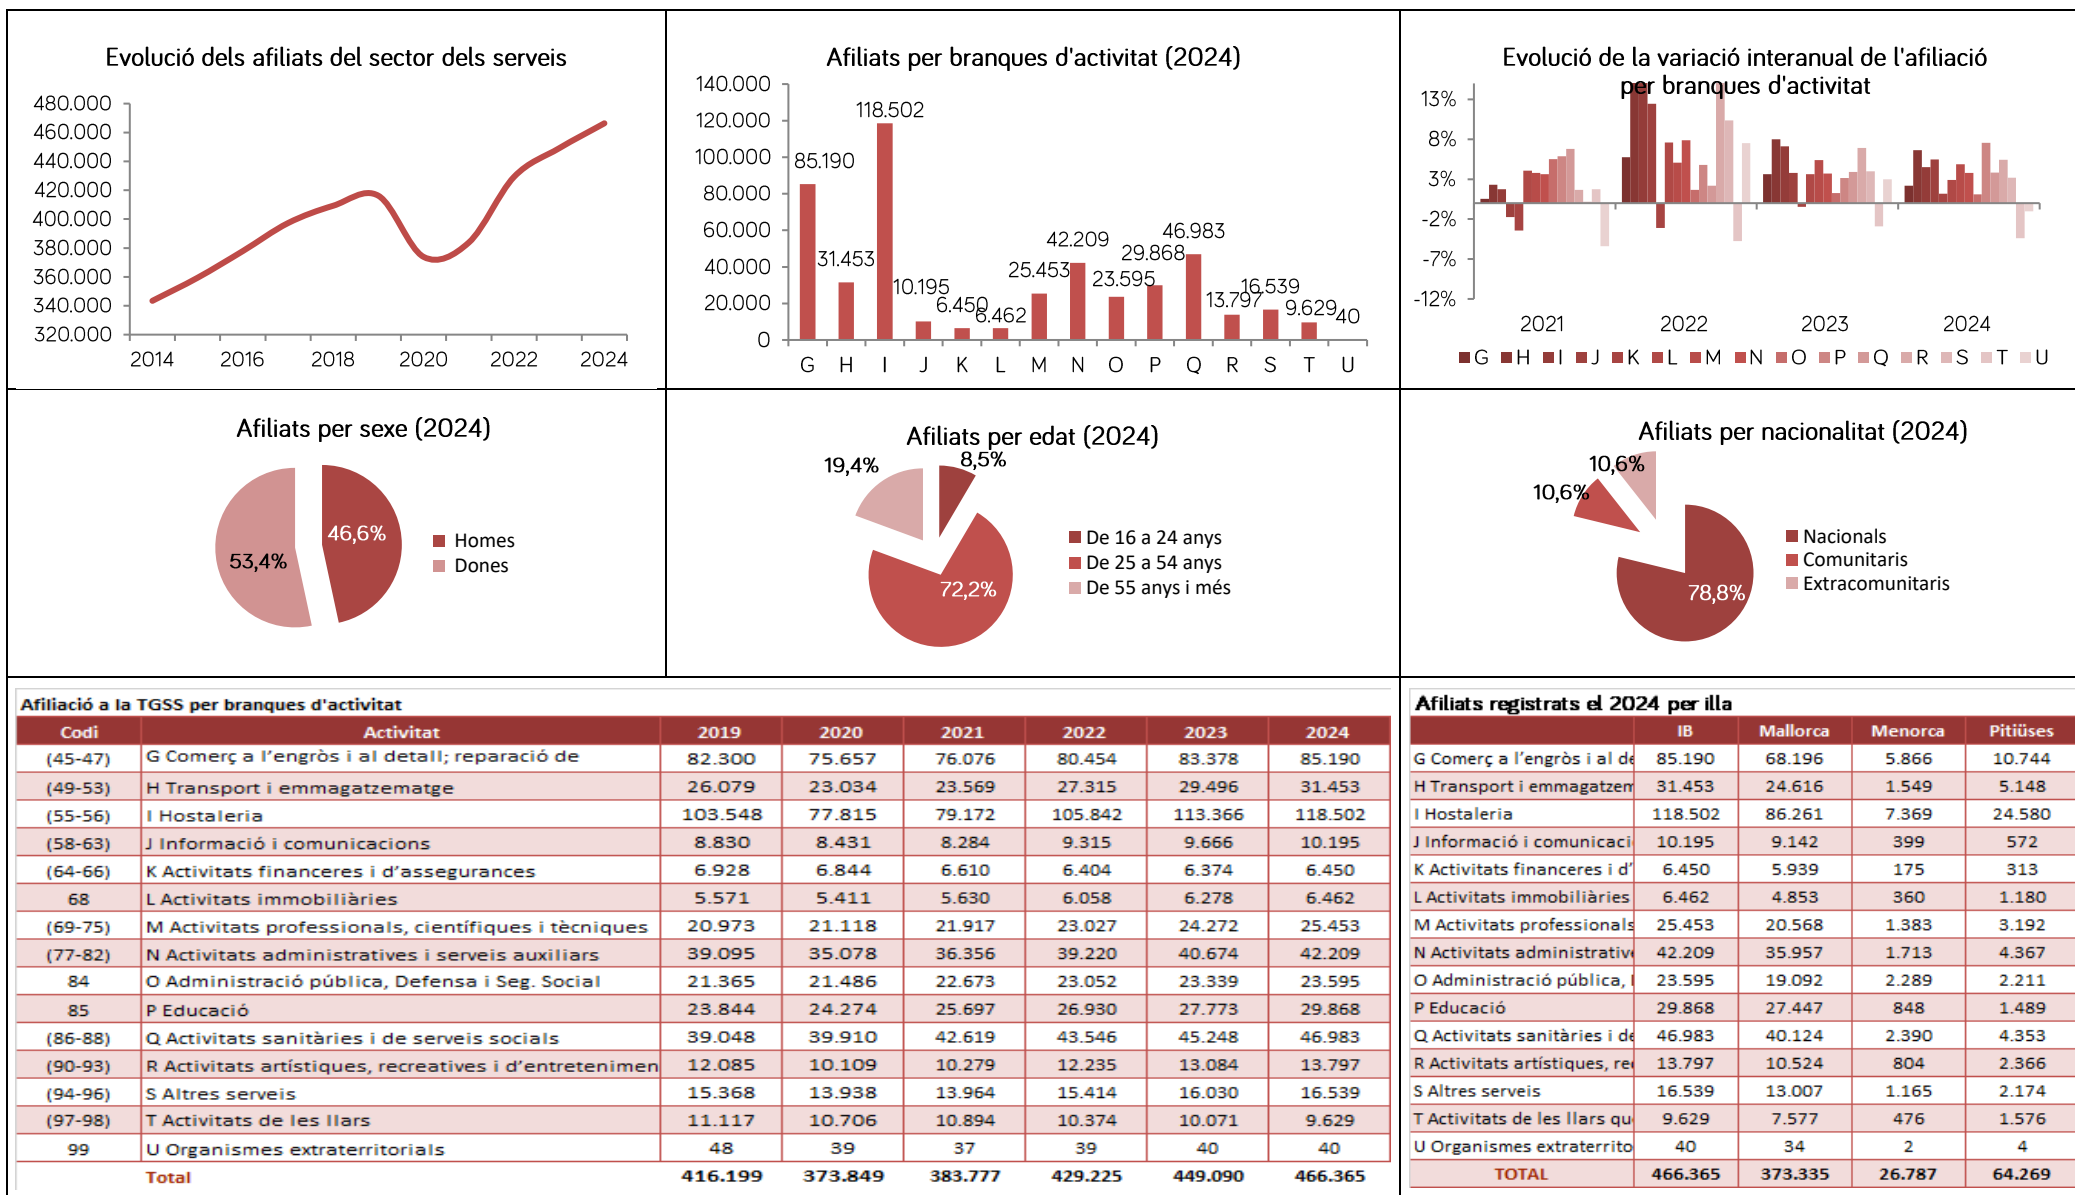 Evolució dels afiliats del sector dels serveis
480.000
460.000
440.000
420.000
400.000
380.000
360.000
340.000
320.000
2014 2016 2018 2020 2022 2024
Afiliats per branques d'activitat (2024)
140.000
120.000
100.000
80.000
60.000
40.000
20.000
0
85.190 31.453 118.502 10.195 6.450 6.462 25.453 42.209 23.595 29.868 46.983 13.797 16.539 9.629 40
G H I J K L M N O P Q R S T U
Evolució de la variació interanual de l'afiliació
per branques d'activitat
13%
8%
3%
-2%
-7%
-12%
2021 2022 2023 2024
G H I J K L M N O P Q R S T U
Afiliats per sexe (2024)
46,6%
53,4%
Homes
Dones
Afiliats per edat (2024)
8,5%
19,4%
72,2%
De 16 a 24 anys
De 25 a 54 anys
De 55 anys i més
Afiliats per nacionalitat (2024)
10,6%
10,6%
78,8%
Nacionals
Comunitaris
Extracomunitaris
Afiliació a la TGSS per branques d'activitat
Codi Activitat 2019 2020 2021 2022 2023 2024
(45-47) G Comerç a l’engròs i al detall; reparació de 82.300 75.657 76.076 80.454 83.378 85.190
(49-53) H Transport i emmagatzematge 26.079 23.034 23.569 27.315 29.496 31.453
(55-56) I Hostaleria 103.548 77.815 79.172 105.842 113.366 118.502
(58-63) J Informació i comunicacions 8.830 8.431 8.284 9.315 9.666 10.195
(64-66) K Activitats financeres i d’assegurances 6.928 6.844 6.610 6.404 6.374 6.450
68 L Activitats immobiliàries 5.571 5.411 5.630 6.058 6.278 6.462
(69-75) M Activitats professionals, científiques i tècniques 20.973 21.118 21.917 23.027 24.272 25.453
(77-82) N Activitats administratives i serveis auxiliars 39.095 35.078 36.356 39.220 40.674 42.209
84 O Administració pública, Defensa i Seg. Social 21.365 21.486 22.673 23.052 23.339 23.595
85 P Educació 23.844 24.274 25.697 26.930 27.773 29.868
(86-88) Q Activitats sanitàries i de serveis socials 39.048 39.910 42.619 43.546 45.248 46.983
(90-93) R Activitats artístiques, recreatives i d’entretenimen 12.085 10.109 10.279 12.235 13.084 13.797
(94-96) S Altres serveis 15.368 13.938 13.964 15.414 16.030 16.539
(97-98) T Activitats de les llars 11.117 10.706 10.894 10.374 10.071 9.629
99 U Organismes extraterritorials 48 39 37 39 40 40
Total 416.199 373.849 383.777 429.225 449.090 466.365
Afiliats registrats el 2024 per illa
IB Mallorca Menorca Pitiüses
G Comerç a l’engròs i al de 85.190 68.196 5.866 10.744
H Transport i emmagatzem 31.453 24.616 1.549 5.148
I Hostaleria 118.502 86.261 7.369 24.580
J Informació i comunicaci 10.195 9.142 399 572
K Activitats financeres i d’ 6.450 5.939 175 313
L Activitats immobiliàries 6.462 4.853 360 1.180
M Activitats professionals 25.453 20.568 1.383 3.192
N Activitats administrative 42.209 35.957 1.713 4.367
O Administració pública, 23.595 19.092 2.289 2.211
P Educació 29.868 27.447 848 1.489
Q Activitats sanitàries i de 46.983 40.124 2.390 4.353
R Activitats artístiques, re 13.797 10.524 804 2.366
S Altres serveis 16.539 13.007 1.165 2.174
T Activitats de les llars qu 9.629 7.577 476 1.576
U Organismes extraterrito 40 34 2 4
TOTAL 466.365 373.335 26.787 64.269